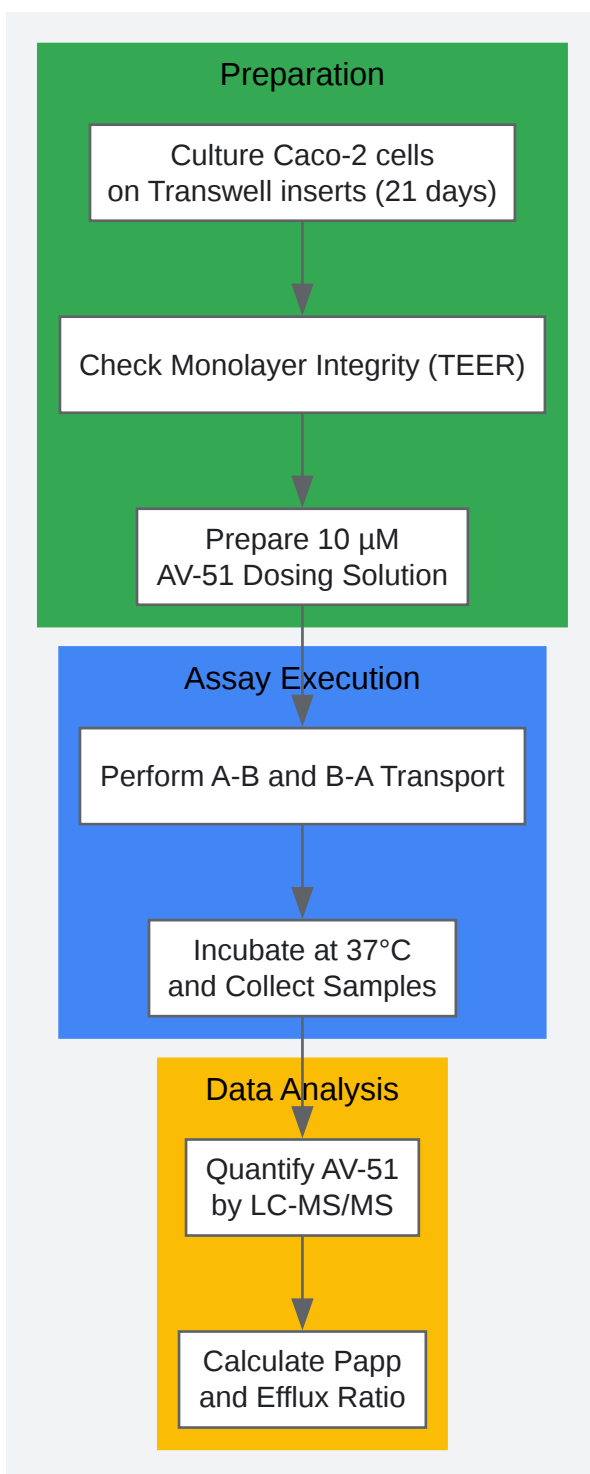 Preparation
Culture Caco-2 cells
on Transwell inserts (21 days)
Check Monolayer Integrity (TEER)
Prepare 10 µM
AV-51 Dosing Solution
Assay Execution
Perform A-B and B-A Transport
Incubate at 37°C
and Collect Samples
Data Analysis
Quantify AV-51
by LC-MS/MS
Calculate Papp
and Efflux Ratio